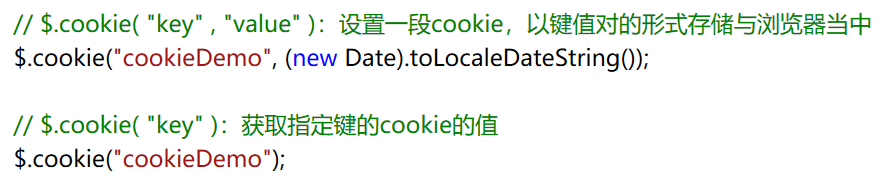 // $.cookie( "key" , "value" )：设置一段cookie，以键值对的形式存储与浏览器当中
$.cookie("cookieDemo", (new Date).toLocaleDateString());
// $.cookie( "key" )：获取指定键的cookie的值
$.cookie("cookieDemo");